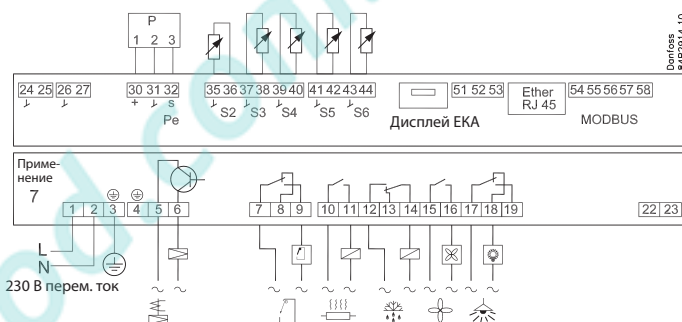 P
1 2 3
Danfoss
24 25 26 27 30 31 32 35 36 37 38 39 40 41 42 43 44 51 52 53 54 55 56 57 58
+ s S2 S3 S4 S5 S6
Pe
Дисплей EKA
Ether
RJ 45
MODBUS
Приме-
нение
7
1 2 3 4 5 6 7 8 9 10 11 12 13 14 15 16 17 18 19 22 23
L
N
230 В перем. ток